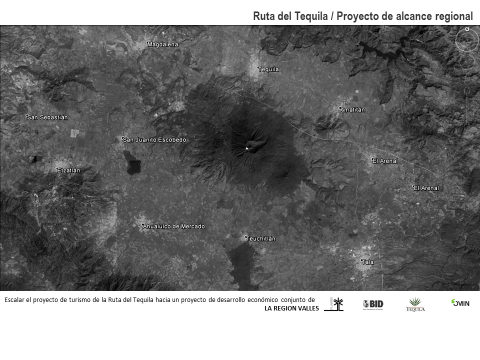 Ruta del Tequila / Proyecto de alcance regional
Magdalena
Tequila
Amatitán
San Sebastián
San Juanito Escobedo
El Arenal
Etzatlán
El Arenal
Ahualulco de Mercado
Teuchitlán
Tala
Escalar el proyecto de turismo de la Ruta del Tequila hacia un proyecto de desarrollo económico conjunto de
LA REGION VALLES
BID
TEQUILA